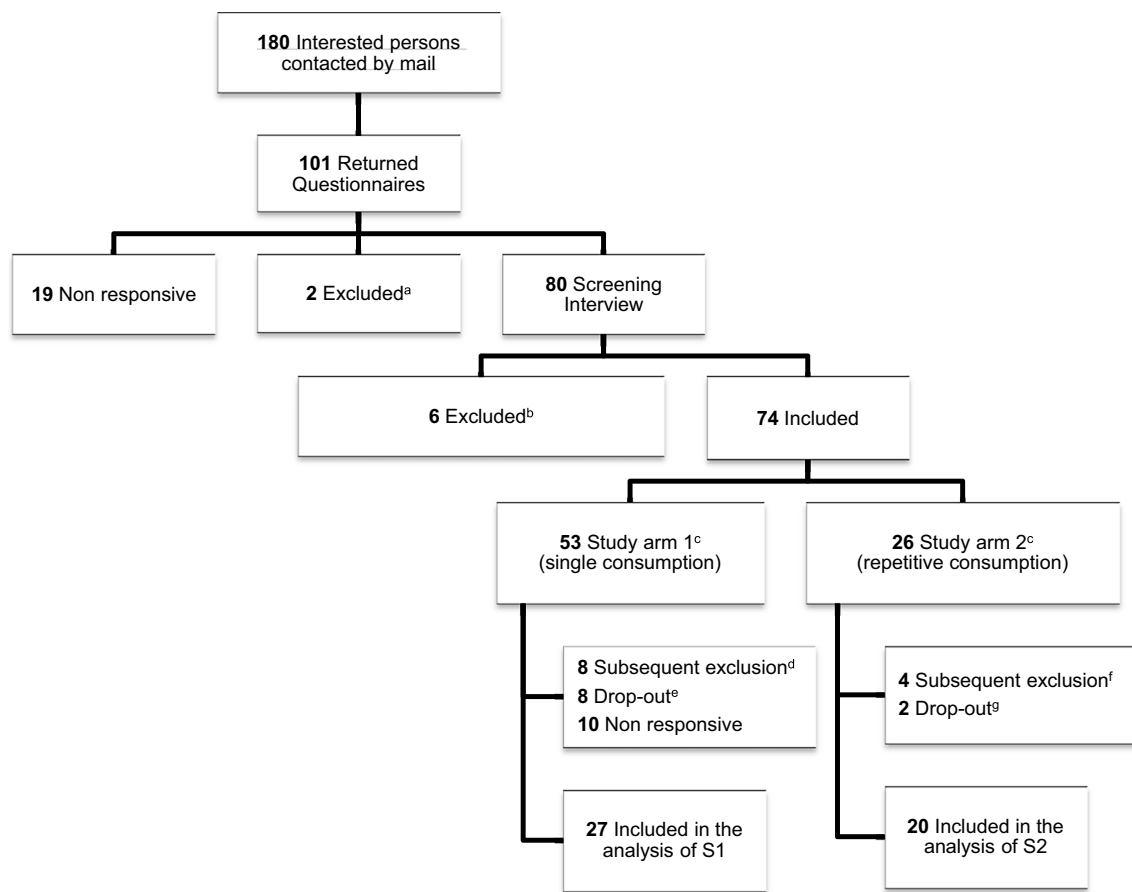 180 Interested persons
contacted by mail
101 Returned
Questionnaires
19 Non responsive
2 Excludedᵃ
80 Screening
Interview
6 Excludedᵇ
74 Included
53 Study arm 1ᶜ
(single consumption)
26 Study arm 2ᶜ
(repetitive consumption)
8 Subsequent exclusionᵈ
8 Drop-outᵉ
10 Non responsive
4 Subsequent exclusionᶠ
2 Drop-outᵍ
27 Included in the
analysis of S1
20 Included in the
analysis of S2